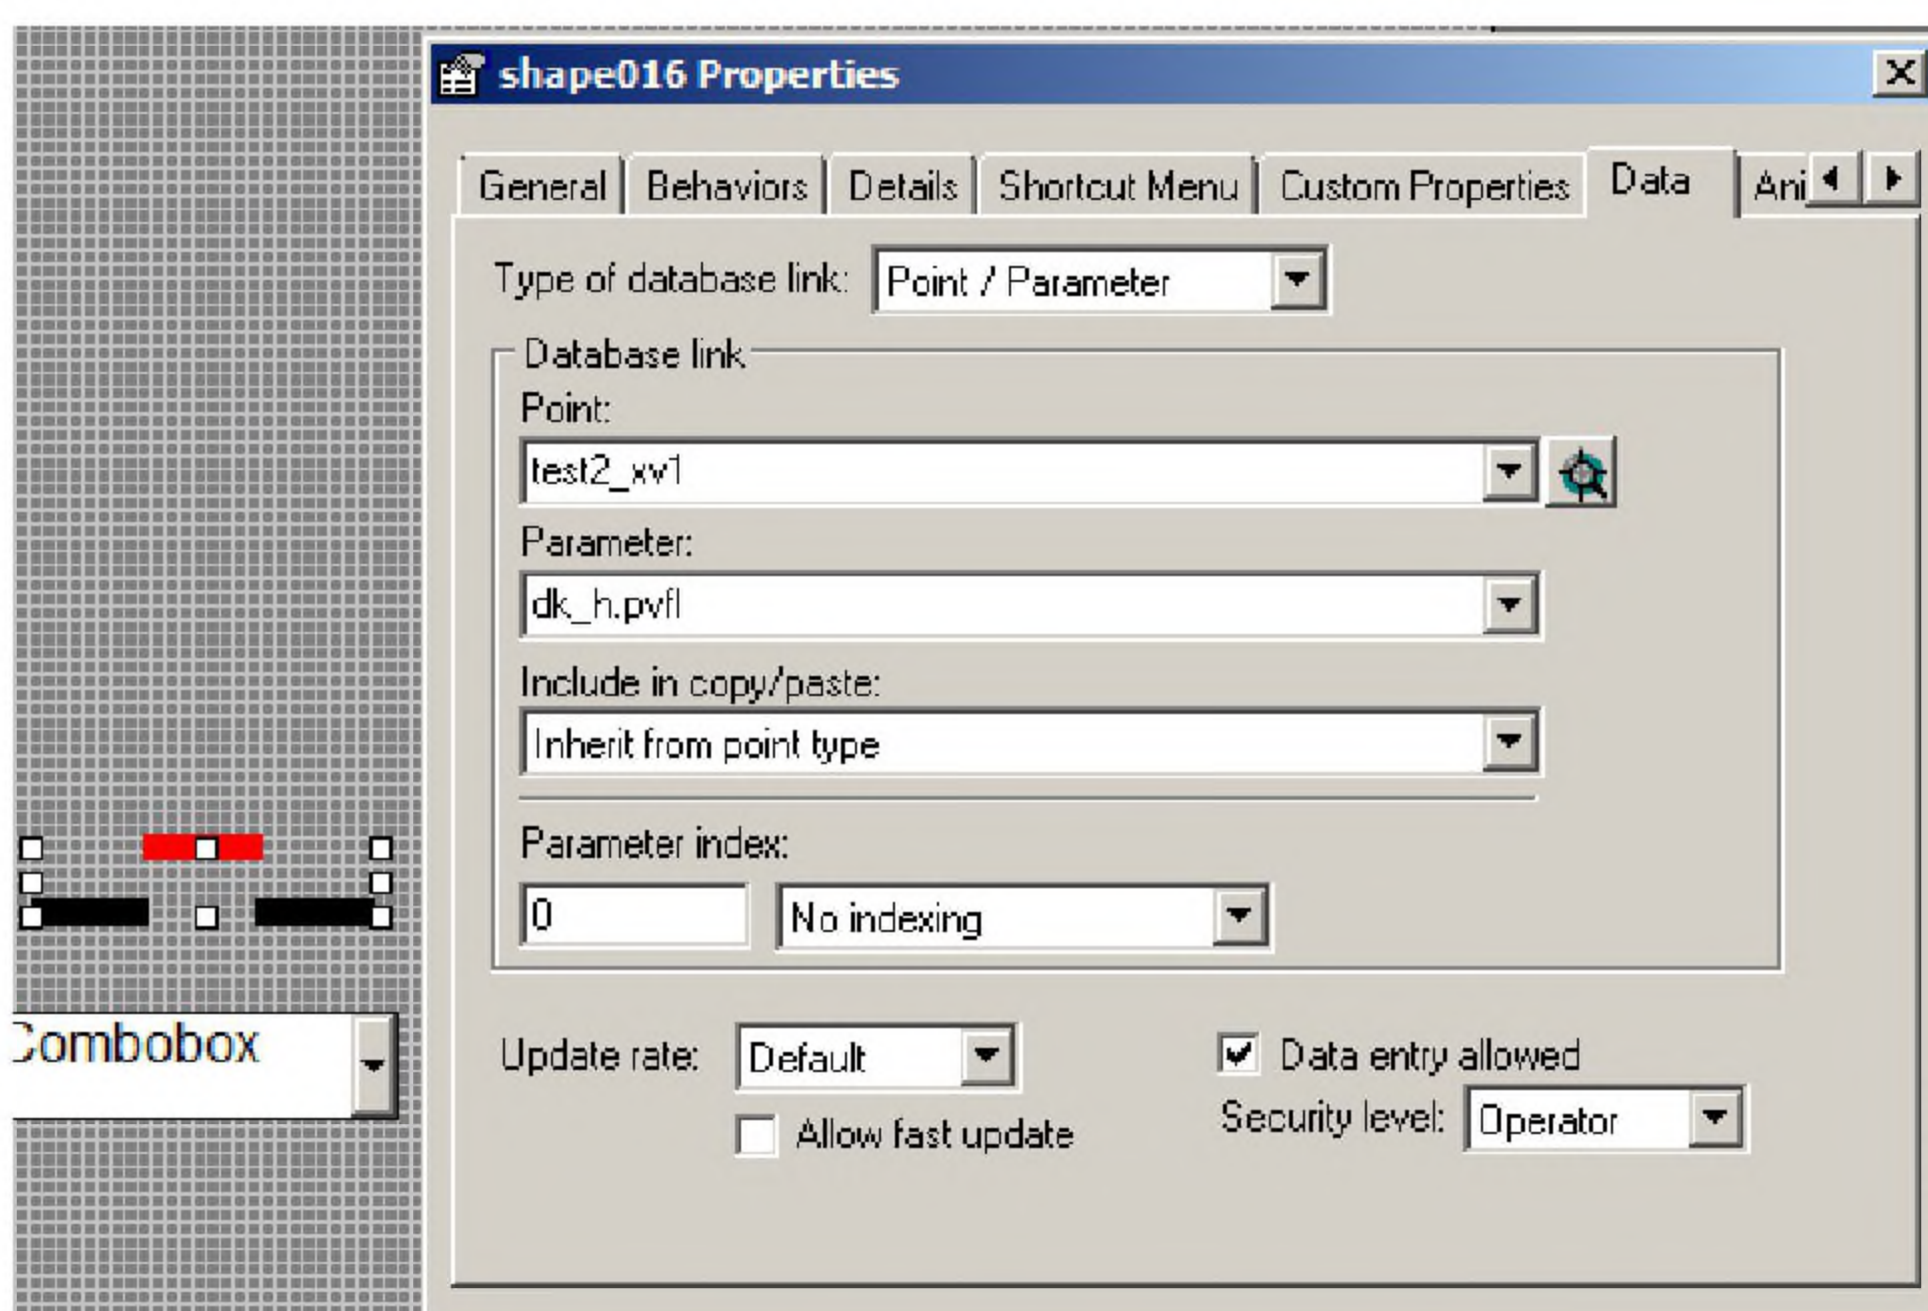 shape016 Properties
General Behaviors Details Shortcut Menu Custom Properties Data Ani
Type of database link: Point / Parameter
Database link
Point:
test2_xv1
Parameter:
dk_h.pvfl
Include in copy/paste:
Inherit from point type
Parameter index:
0 No indexing
Combobox
Update rate: Default Data entry allowed
Allow fast update Security level: Operator